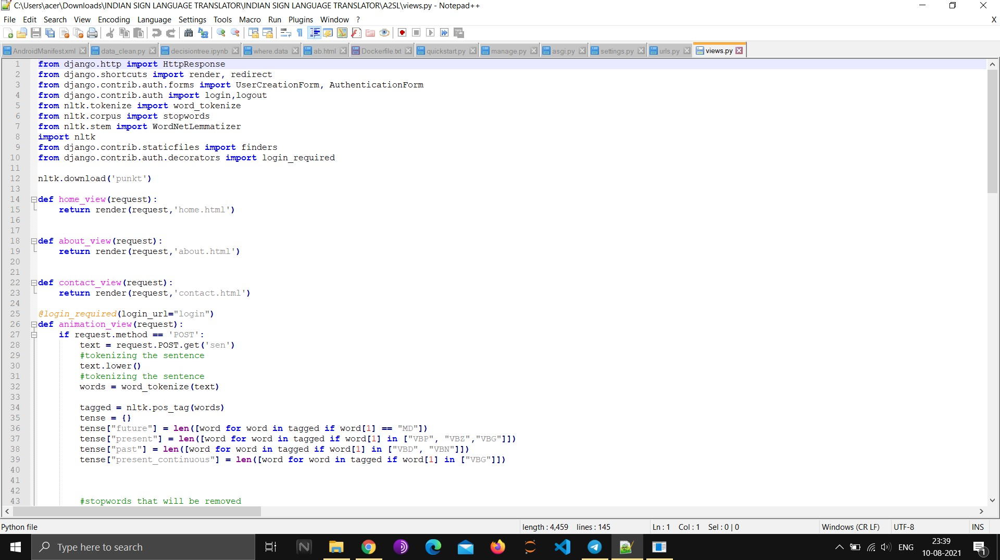 C:\Users\acer\Downloads\INDIAN SIGN LANGUAGE TRANSLATOR\INDIAN SIGN LANGUAGE TRANSLATOR\A2SL\views.py - Notepad++
File Edit Search View Encoding Language Settings Tools Macro Run Plugins Window ? X
AndroidManifest.xml data_clean.py decisiontree.ipynb where.data ab.html Dockerfile.txt quickstart.py manage.py asgi.py settings.py urls.py views.py
1 from django.http import HttpResponse
2 from django.shortcuts import render, redirect
3 from django.contrib.auth.forms import UserCreationForm, AuthenticationForm
4 from django.contrib.auth import login,logout
5 from nltk.tokenize import word_tokenize
6 from nltk.corpus import stopwords
7 from nltk.stem import WordNetLemmatizer
8 import nltk
9 from django.contrib.staticfiles import finders
10 from django.contrib.auth.decorators import login_required
11
12 nltk.download('punkt')
13
14 def home_view(request):
15     return render(request,'home.html')
16
17
18 def about_view(request):
19     return render(request,'about.html')
20
21
22 def contact_view(request):
23     return render(request,'contact.html')
24
25 @login_required(login_url="login")
26 def animation_view(request):
27     if request.method == 'POST':
28         text = request.POST.get('sen')
29         #tokenizing the sentence
30         text.lower()
31         #tokenizing the sentence
32         words = word_tokenize(text)
33
34         tagged = nltk.pos_tag(words)
35         tense = {}
36         tense["future"] = len([word for word in tagged if word[1] == "MD"])
37         tense["present"] = len([word for word in tagged if word[1] in ["VBP", "VBZ","VBG"]])
38         tense["past"] = len([word for word in tagged if word[1] in ["VBD", "VBN"]])
39         tense["present_continuous"] = len([word for word in tagged if word[1] in ["VBG"]])
40
41
42
43         #stopwords that will be removed
Python file length : 4,459 lines : 145 Ln : 1 Col : 1 Sel : 0 | 0 Windows (CR LF) UTF-8 INS
Type here to search ENG 23:39
10-08-2021 1